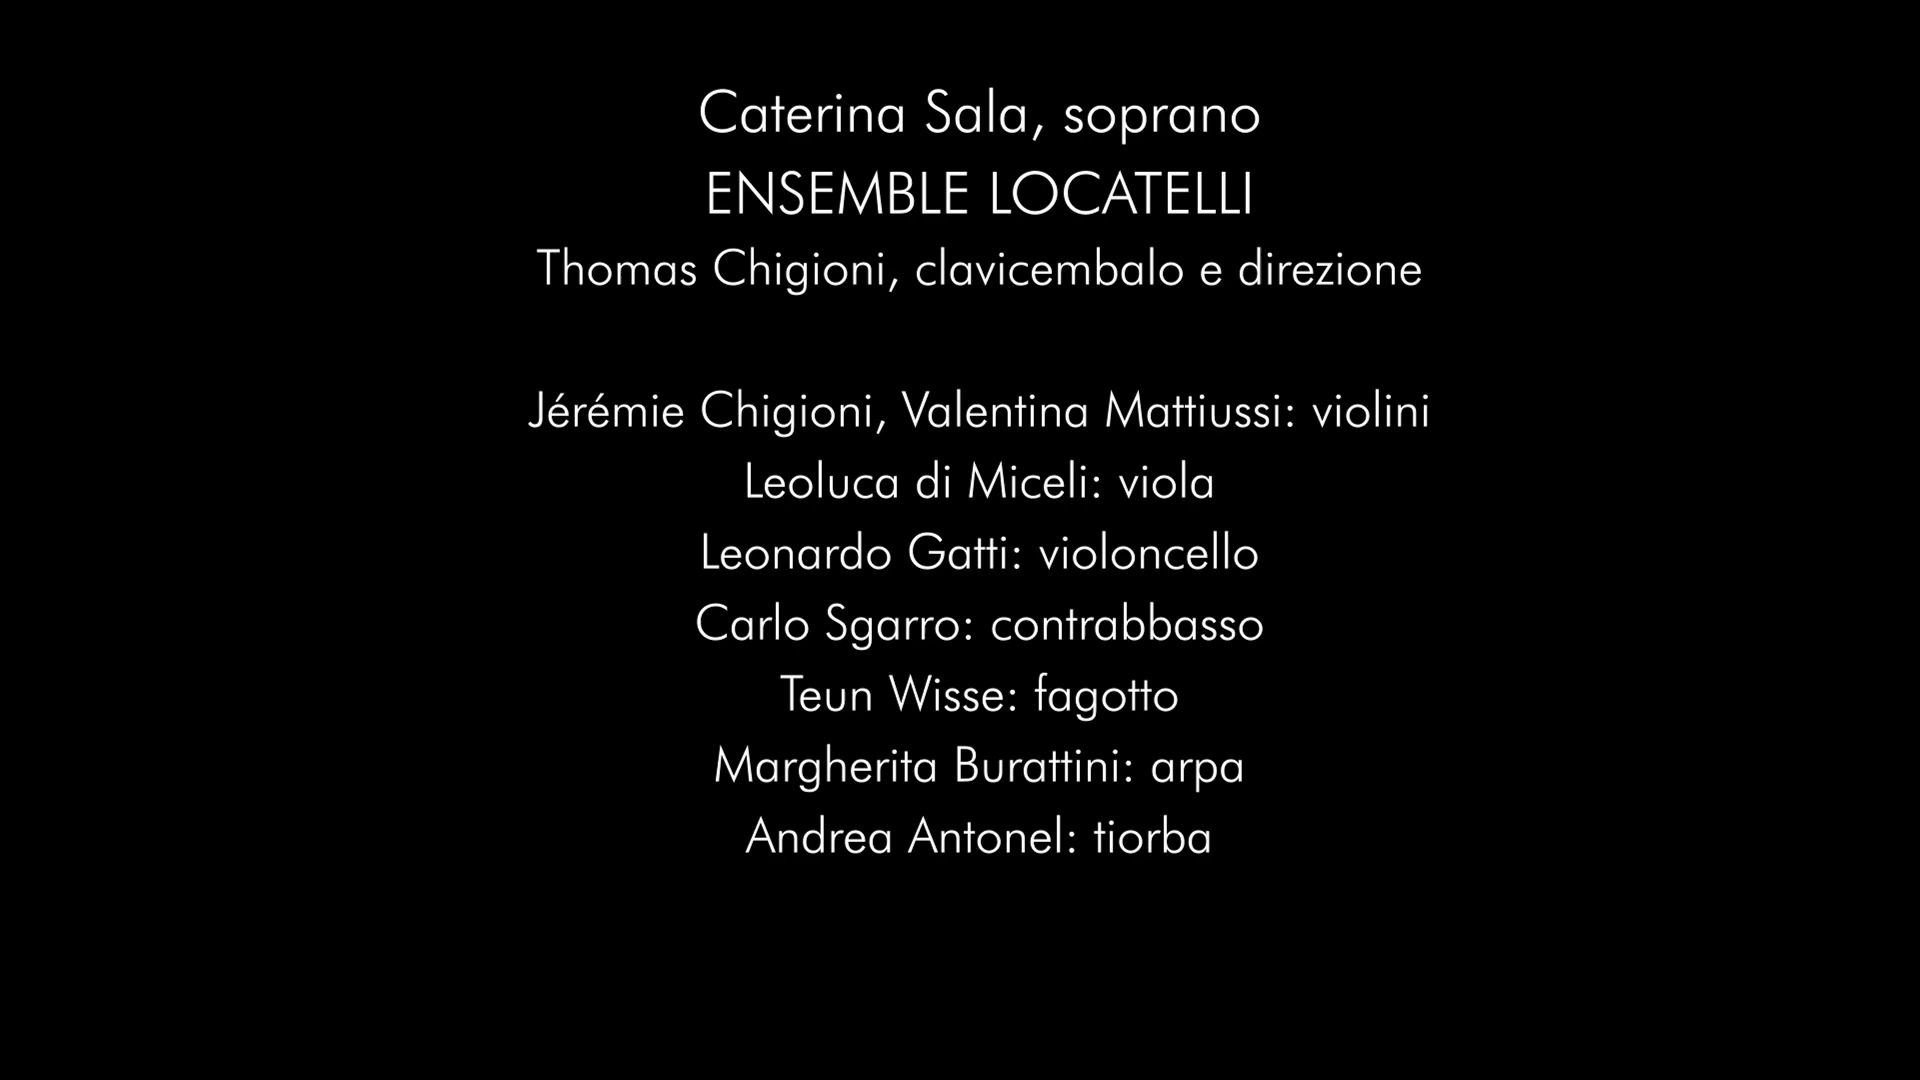 Caterina Sala, soprano
ENSEMBLE LOCATELLI
Thomas Chigioni, clavicembalo e direzione
Jérémie Chigioni, Valentina Mattiussi: violini
Leoluca di Miceli: viola
Leonardo Gatti: violoncello
Carlo Sgarro: contrabbasso
Teun Wisse: fagotto
Margherita Burattini: arpa
Andrea Antonel: tiorba